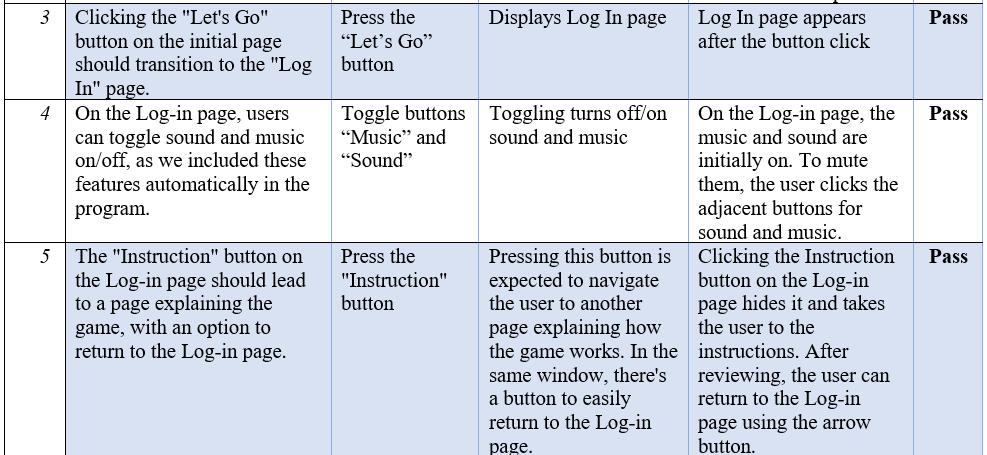 3
Clicking the "Let's Go"
button on the initial page
should transition to the "Log
In" page.
Press the
“Let’s Go”
button
Displays Log In page
Log In page appears
after the button click
Pass
4
On the Log-in page, users
can toggle sound and music
on/off, as we included these
features automatically in the
program.
Toggle buttons
“Music” and
“Sound”
Toggling turns off/on
sound and music
On the Log-in page, the
music and sound are
initially on. To mute
them, the user clicks the
adjacent buttons for
sound and music.
Pass
5
The "Instruction" button on
the Log-in page should lead
to a page explaining the
game, with an option to
return to the Log-in page.
Press the
"Instruction"
button
Pressing this button is
expected to navigate
the user to another
page explaining how
the game works. In the
same window, there's
a button to easily
return to the Log-in
page.
Clicking the Instruction
button on the Log-in
page hides it and takes
the user to the
instructions. After
reviewing, the user can
return to the Log-in
page using the arrow
button.
Pass